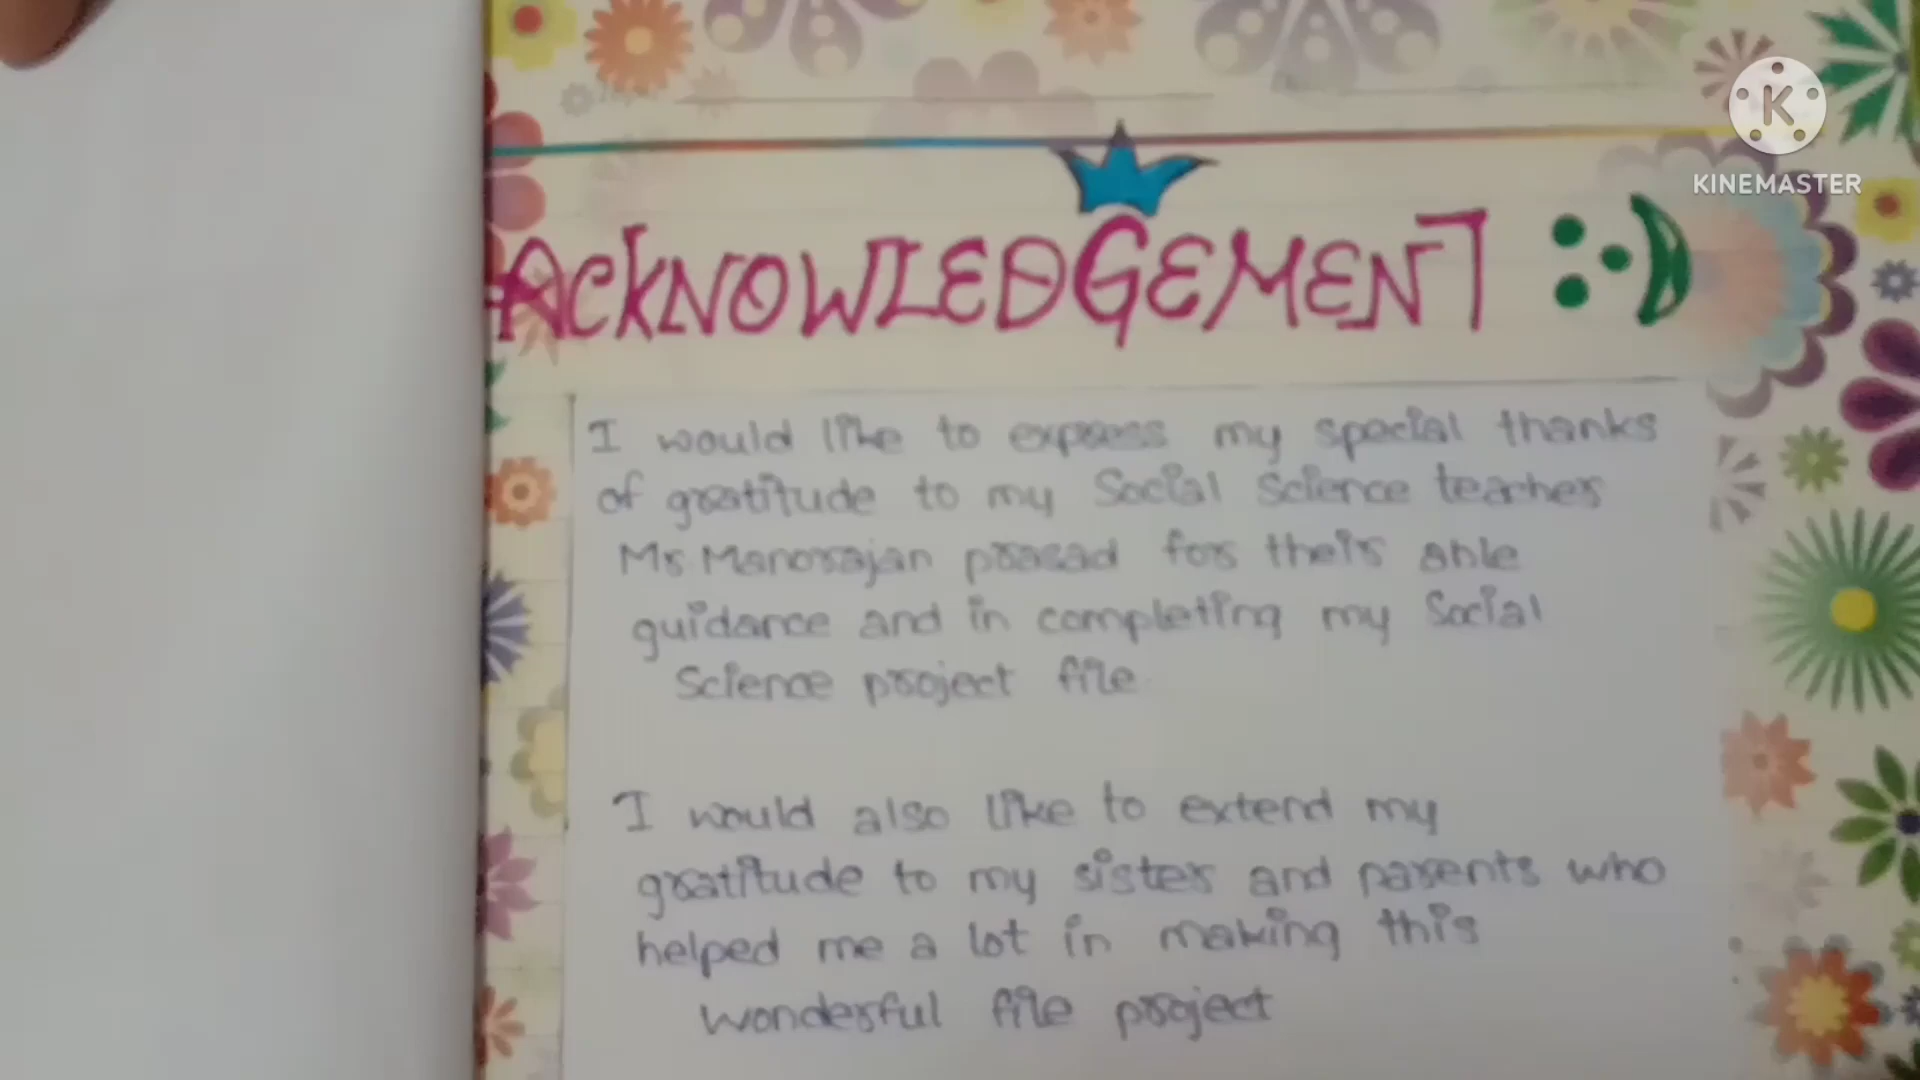 KINEMASTER
ACKNOWLEDGEMENT :-)
I would like to express my special thanks
of gratitude to my Social Science teacher
Mr. Manorajan prasad for their able
guidance and in completing my Social
Science project file.
I would also like to extend my
gratitude to my sister and parents who
helped me a lot in making this
wonderful file project